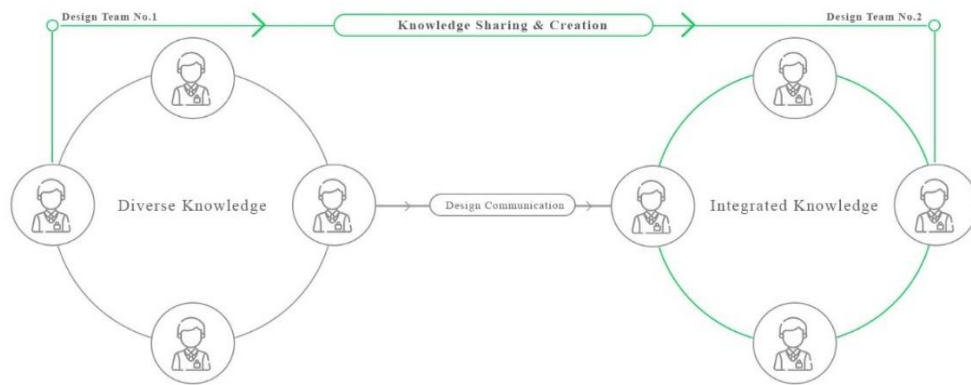 Design Team No.1
Knowledge Sharing & Creation
Design Team No.2
Diverse Knowledge
Design Communication
Integrated Knowledge